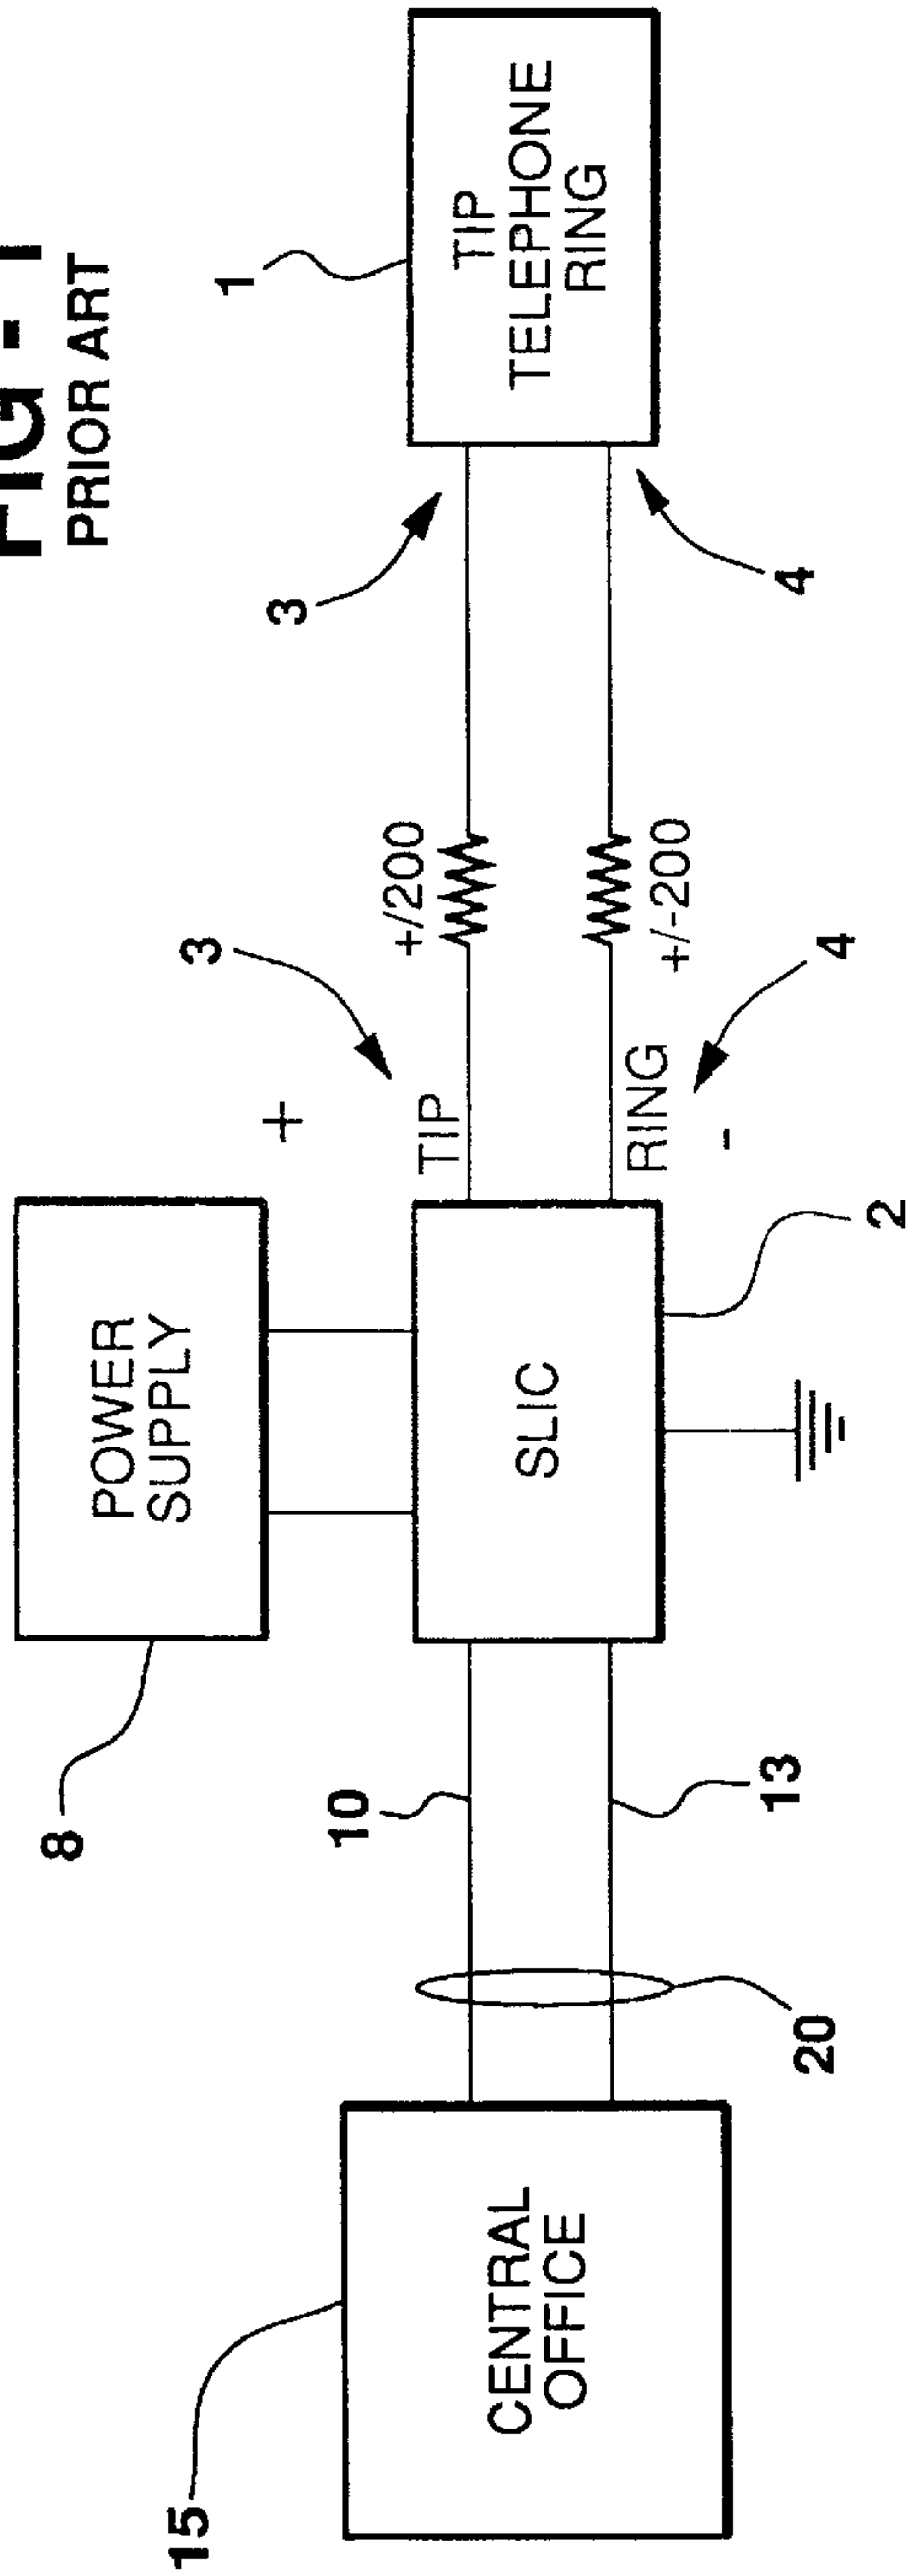 FIG - 1
PRIOR ART
15
CENTRAL
OFFICE
20
10
13
8
POWER
SUPPLY
SLIC
2
+
TIP
3
RING
-
4
+/200
+/-200
3
4
1
TIP
TELEPHONE
RING